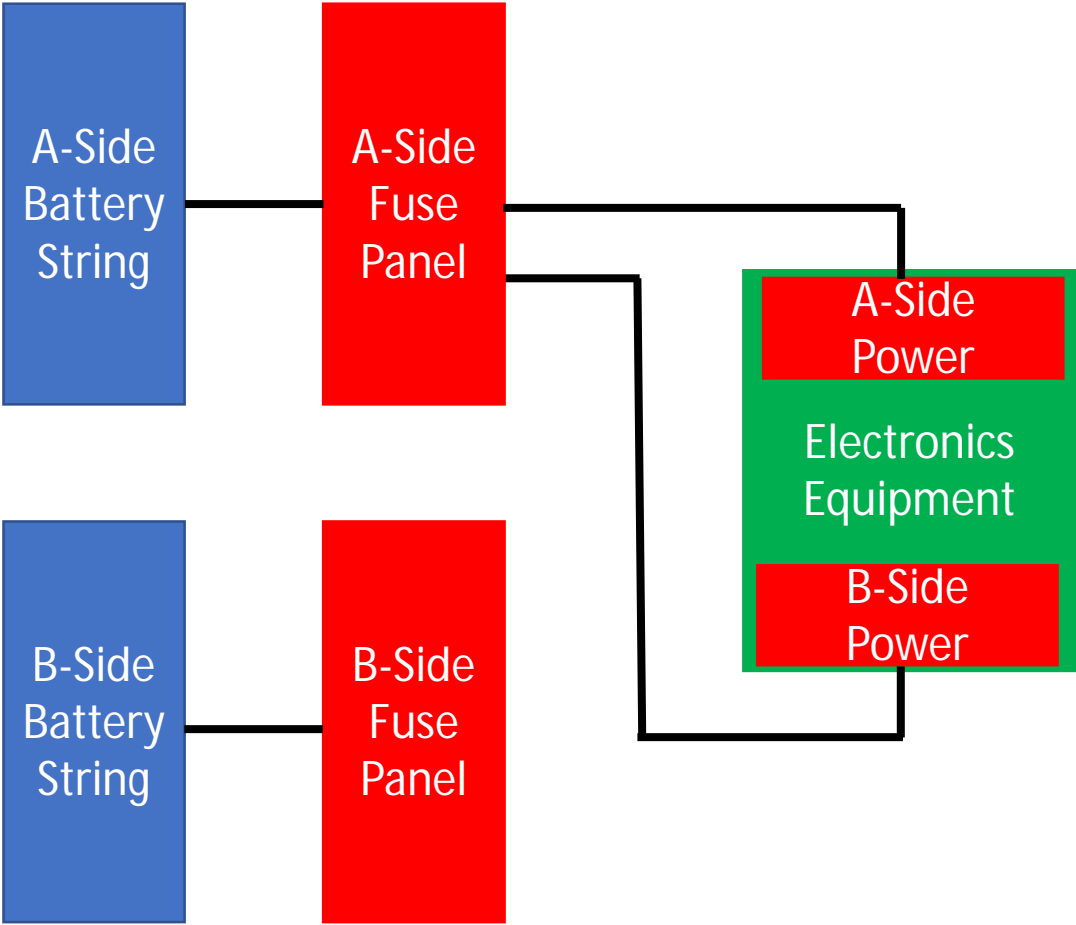 A-Side
Battery
String
A-Side
Fuse
Panel
A-Side
Power
Electronics
Equipment
B-Side
Power
B-Side
Battery
String
B-Side
Fuse
Panel